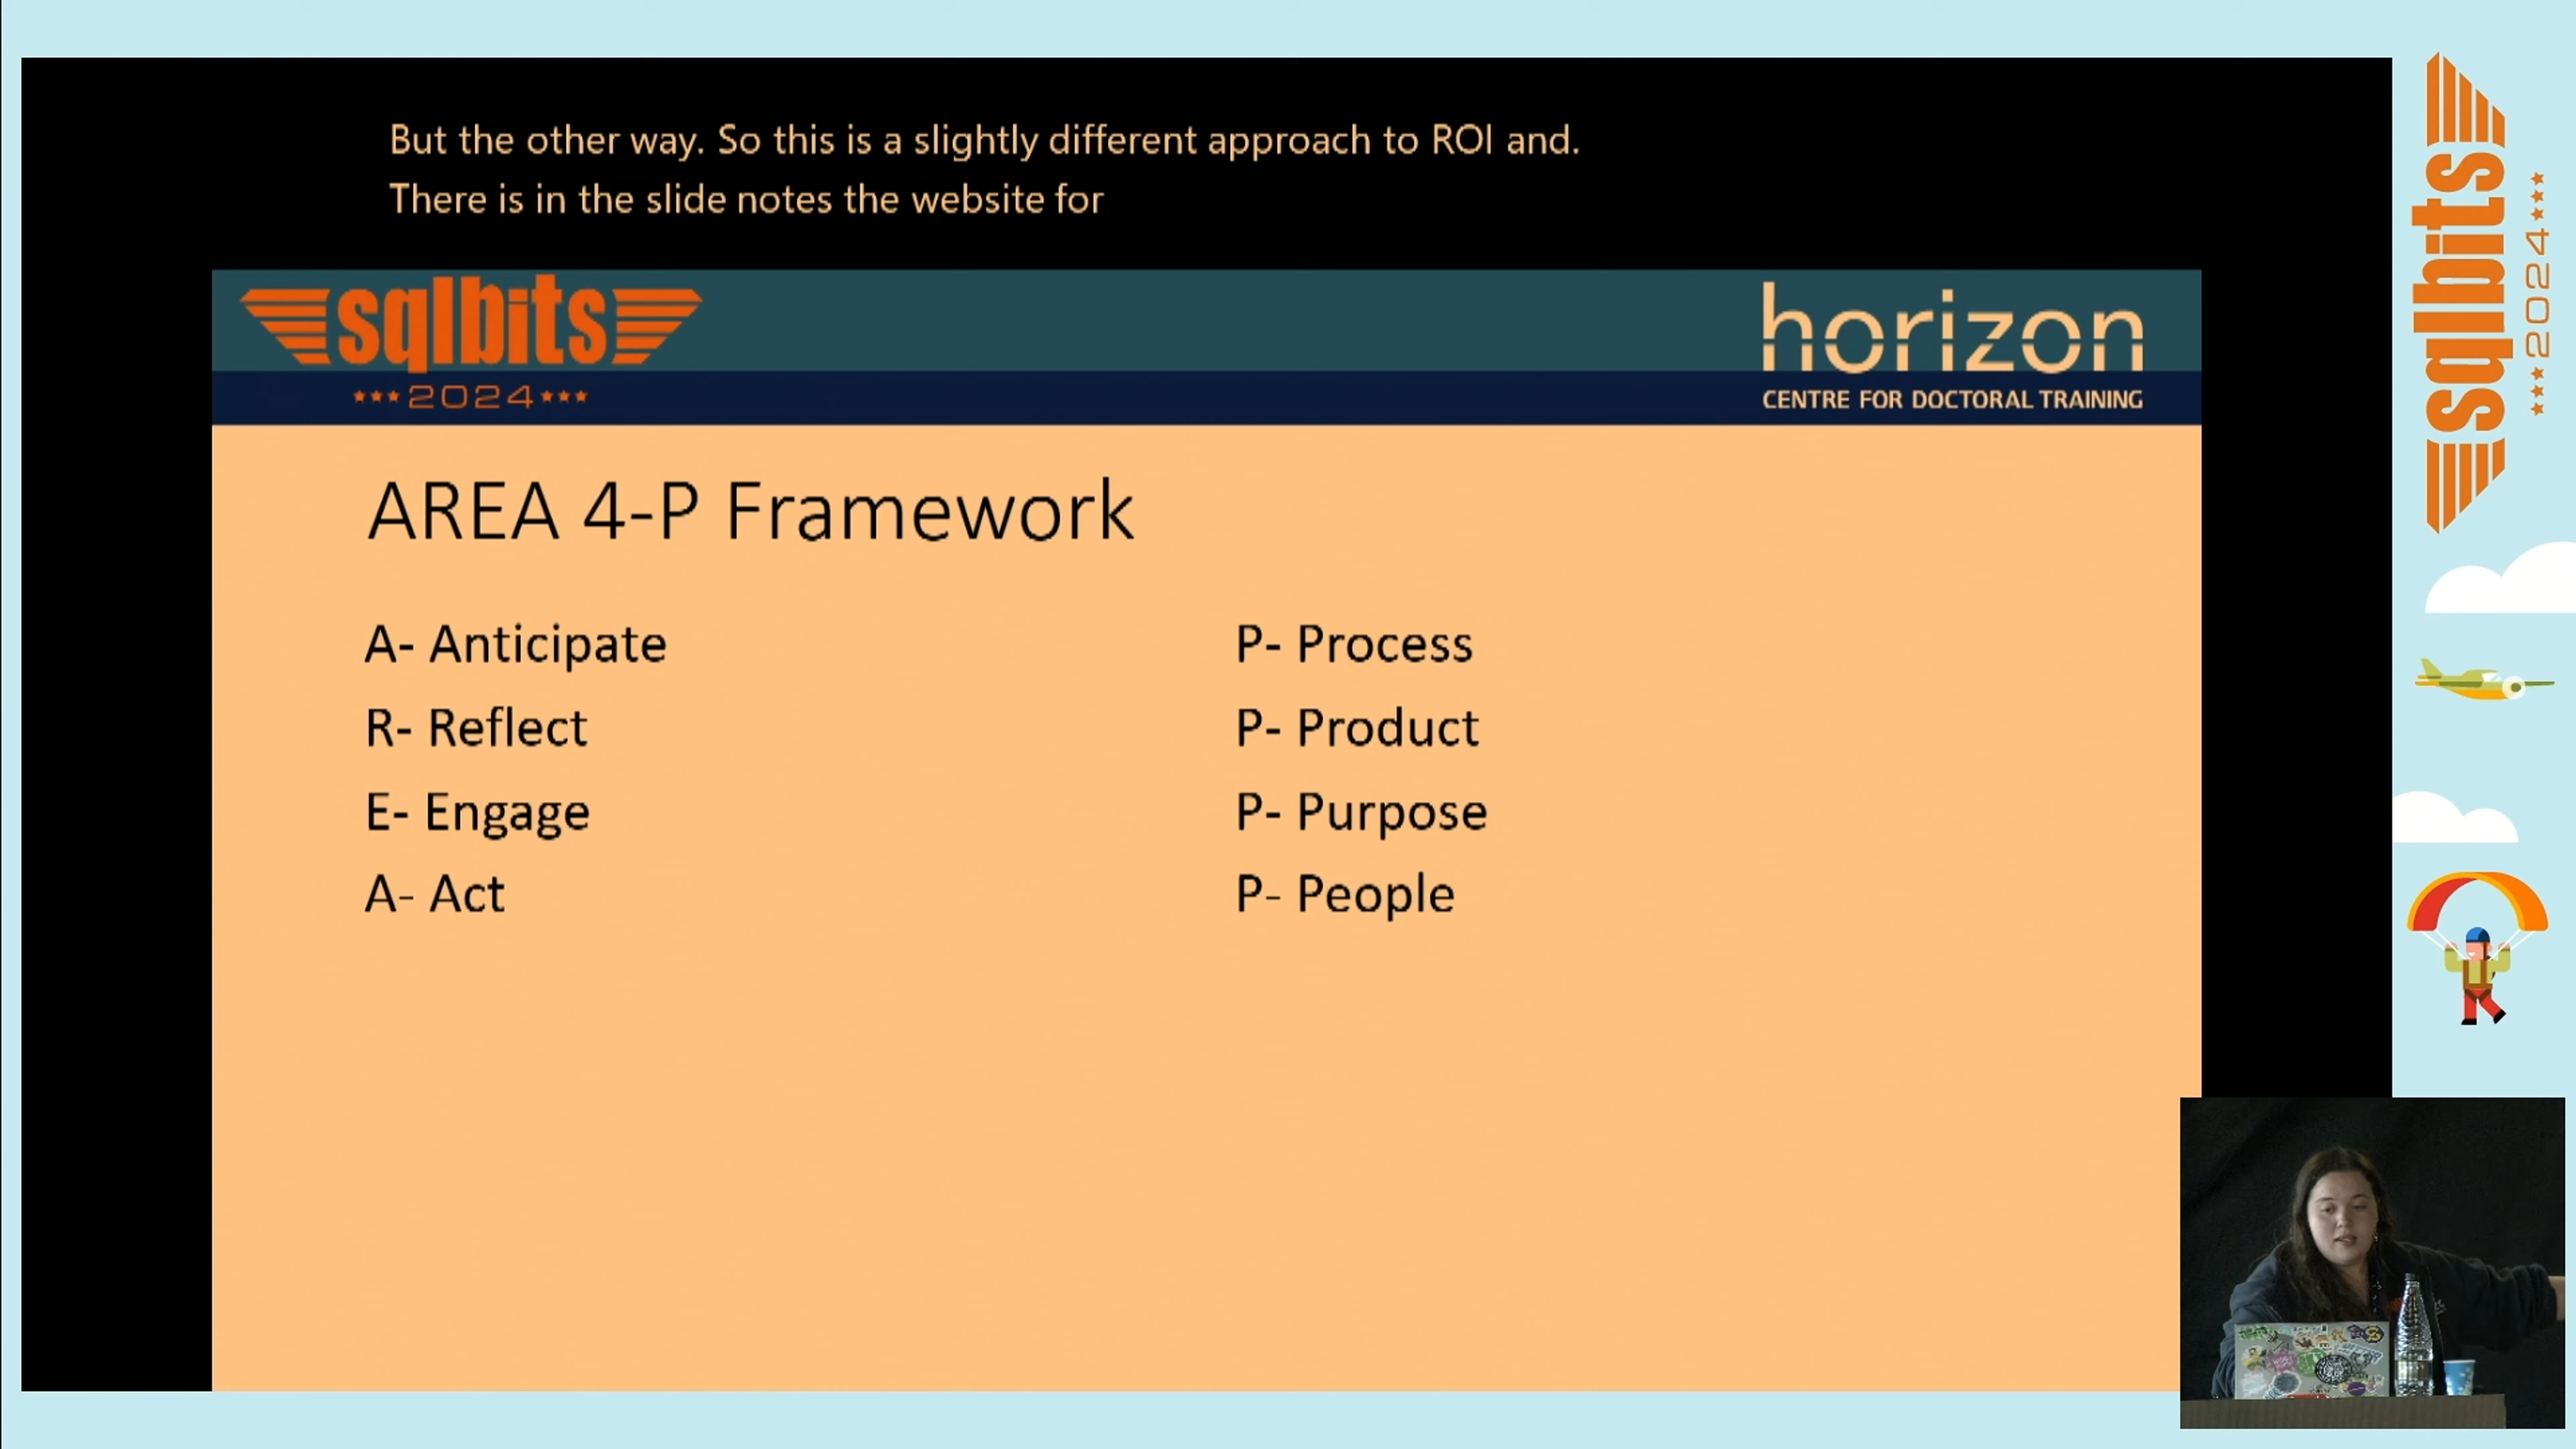 But the other way. So this is a slightly different approach to ROI and.
There is in the slide notes the website for
sqlbits
2024
horizon
CENTRE FOR DOCTORAL TRAINING
AREA 4-P Framework
A- Anticipate
R- Reflect
E- Engage
A- Act
P- Process
P- Product
P- Purpose
P- People
sqlbits
2024